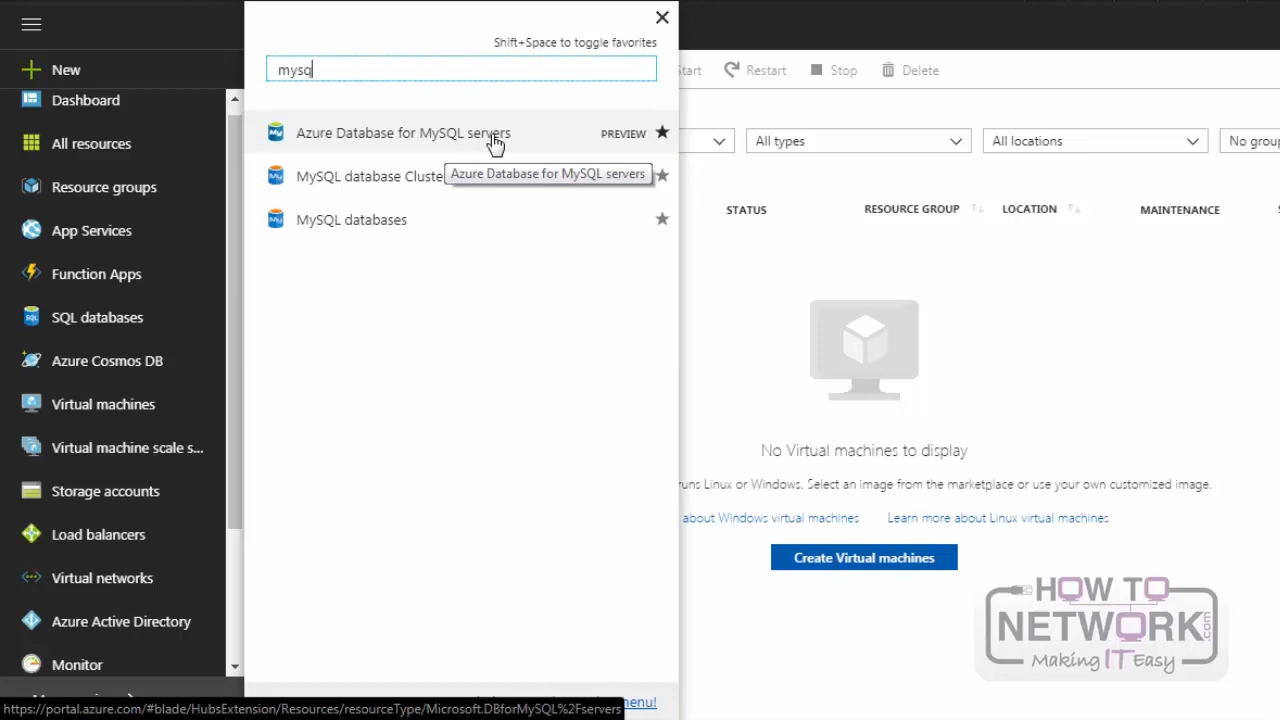 Shift+Space to toggle favorites
New
mysq
Start
Restart
Stop
Delete
Dashboard
Azure Database for MySQL servers
PREVIEW
All types
All locations
No group
All resources
Resource groups
MySQL database Cluste
Azure Database for MySQL servers
App Services
MySQL databases
STATUS
RESOURCE GROUP
LOCATION
MAINTENANCE
Function Apps
SQL databases
SQL
Azure Cosmos DB
Virtual machines
Virtual machine scale s...
No Virtual machines to display
Storage accounts
runs Linux or Windows. Select an image from the marketplace or use your own customized image.
about Windows virtual machines
Learn more about Linux virtual machines
Load balancers
Create Virtual machines
Virtual networks
Azure Active Directory
Monitor
HOW TO
NETWORK.com
Making IT Easy
menu!
https://portal.azure.com/#blade/HubsExtension/Resources/resourceType/Microsoft.DBforMySQL%2Fservers